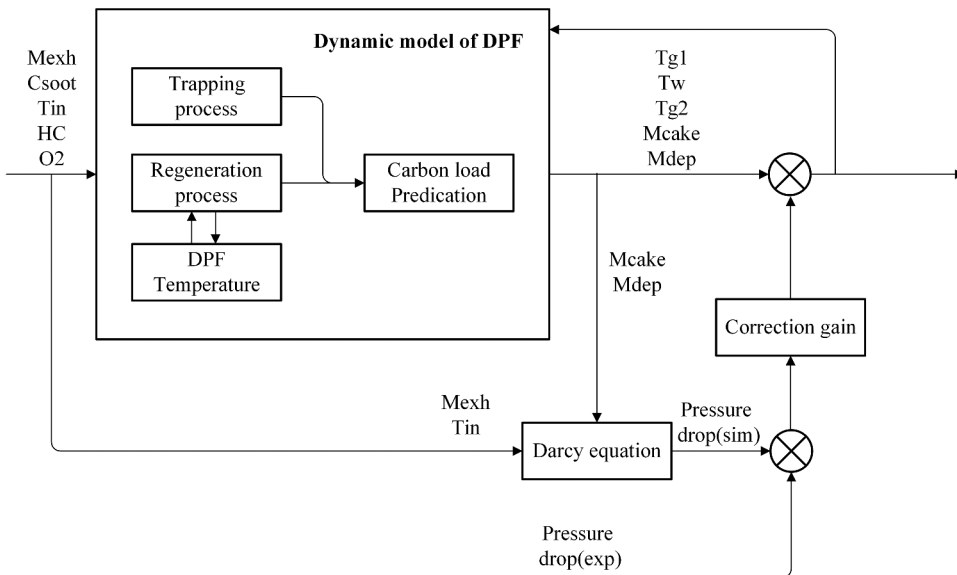 Dynamic model of DPF
Mexh
Csoot
Tin
HC
O2
Trapping
process
Regeneration
process
DPF
Temperature
Carbon load
Predication
Tg1
Tw
Tg2
Mcake
Mdep
Mcake
Mdep
Correction gain
Mexh
Tin
Darcy equation
Pressure
drop(sim)
Pressure
drop(exp)